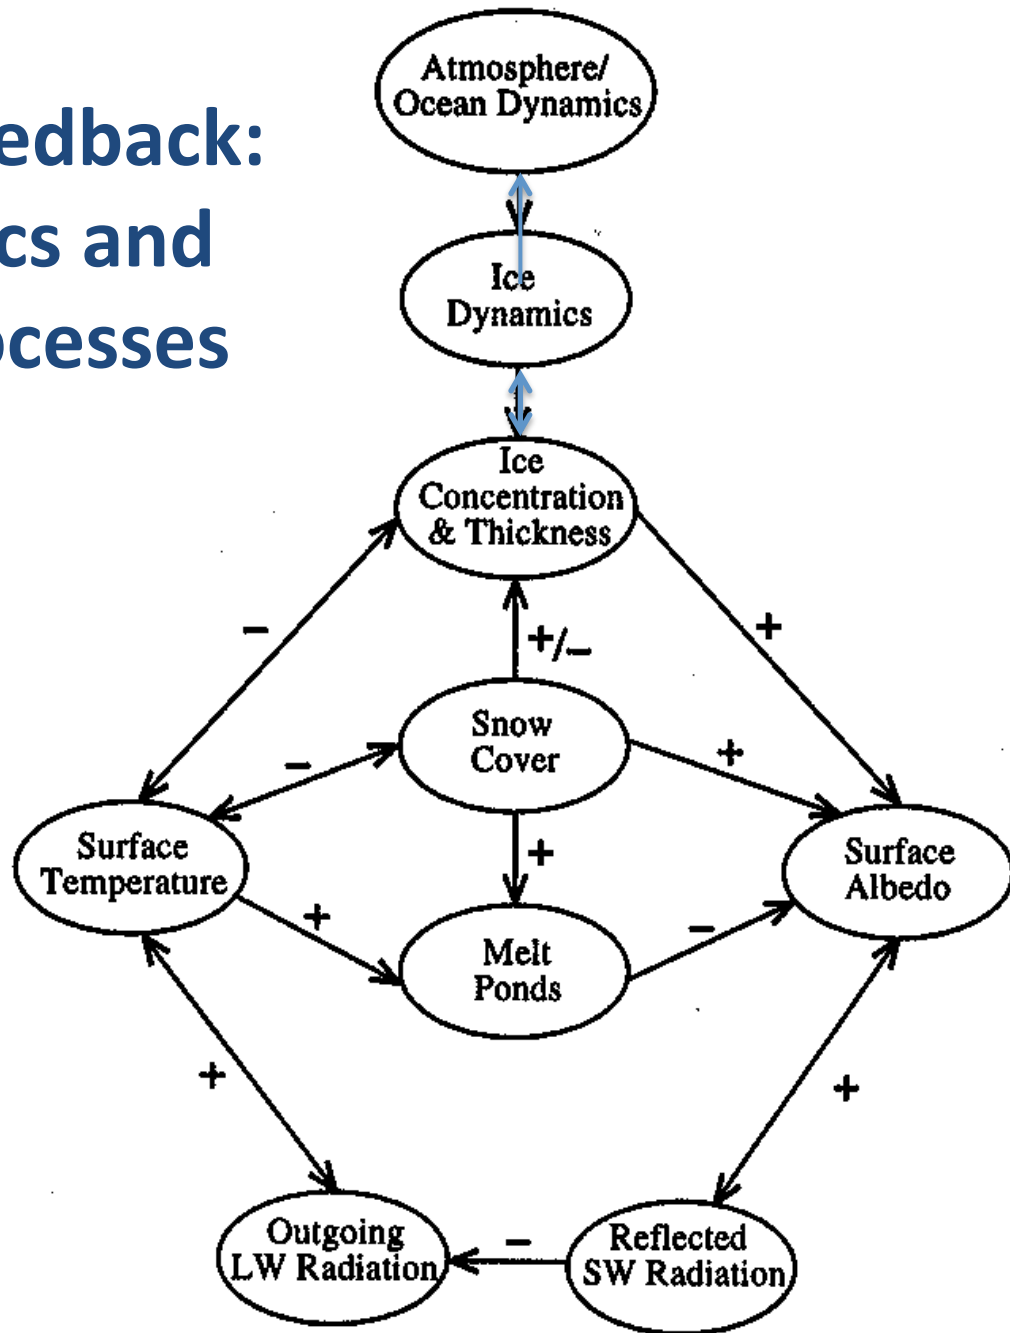 edback:
cs and
ocesses
Atmosphere/
Ocean Dynamics
Ice
Dynamics
Ice
Concentration
& Thickness
−
+
+/−
Snow
Cover
−
+
Surface
Temperature
+
Surface
Albedo
+
−
Melt
Ponds
+
+
Outgoing
LW Radiation
−
Reflected
SW Radiation